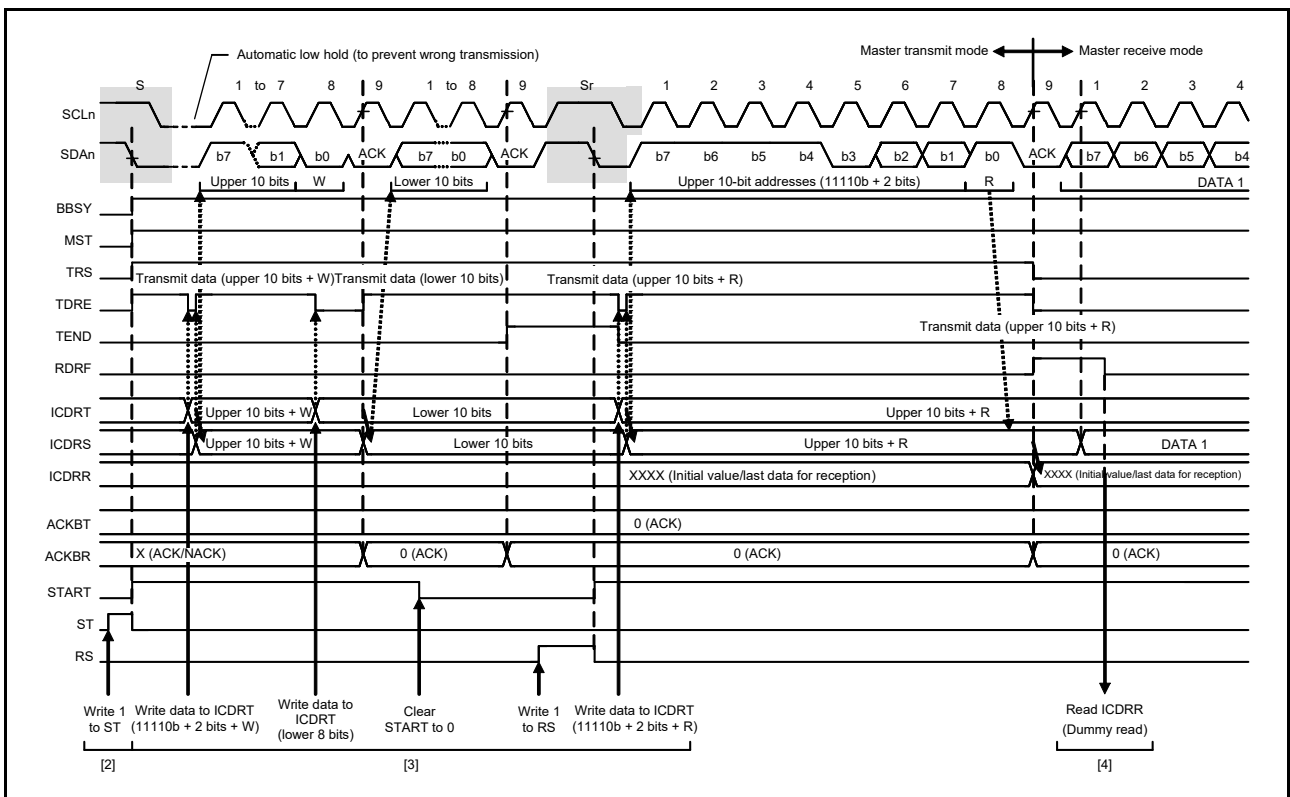 Automatic low hold (to prevent wrong transmission)
Master transmit mode
Master receive mode
S
1 to 7
8
9
1 to 8
9
Sr
1 2 3 4 5 6 7 8 9 1 2 3 4
SCLn
SDAn
b7 b1 b0 ACK b7 b0 ACK b7 b6 b5 b4 b3 b2 b1 b0 ACK b7 b6 b5 b4
Upper 10 bits W Lower 10 bits Upper 10-bit addresses (11110b + 2 bits) R DATA 1
BBSY
MST
TRS
Transmit data (upper 10 bits + W)Transmit data (lower 10 bits) Transmit data (upper 10 bits + R)
TDRE
Transmit data (upper 10 bits + R)
TEND
RDRF
ICDRT Upper 10 bits + W Lower 10 bits Upper 10 bits + R
ICDRS Upper 10 bits + W Lower 10 bits Upper 10 bits + R DATA 1
ICDRR XXXX (Initial value/last data for reception) XXXX (Initial value/last data for reception)
ACKBT 0 (ACK)
ACKBR X (ACK/NACK) 0 (ACK) 0 (ACK) 0 (ACK)
START
ST
RS
Write 1
to ST
Write data to ICDRT
(11110b + 2 bits + W)
Write data to
ICDRT
(lower 8 bits)
Clear
START to 0
Write 1
to RS
Write data to ICDRT
(11110b + 2 bits + R)
Read ICDRR
(Dummy read)
[2] [3] [4]